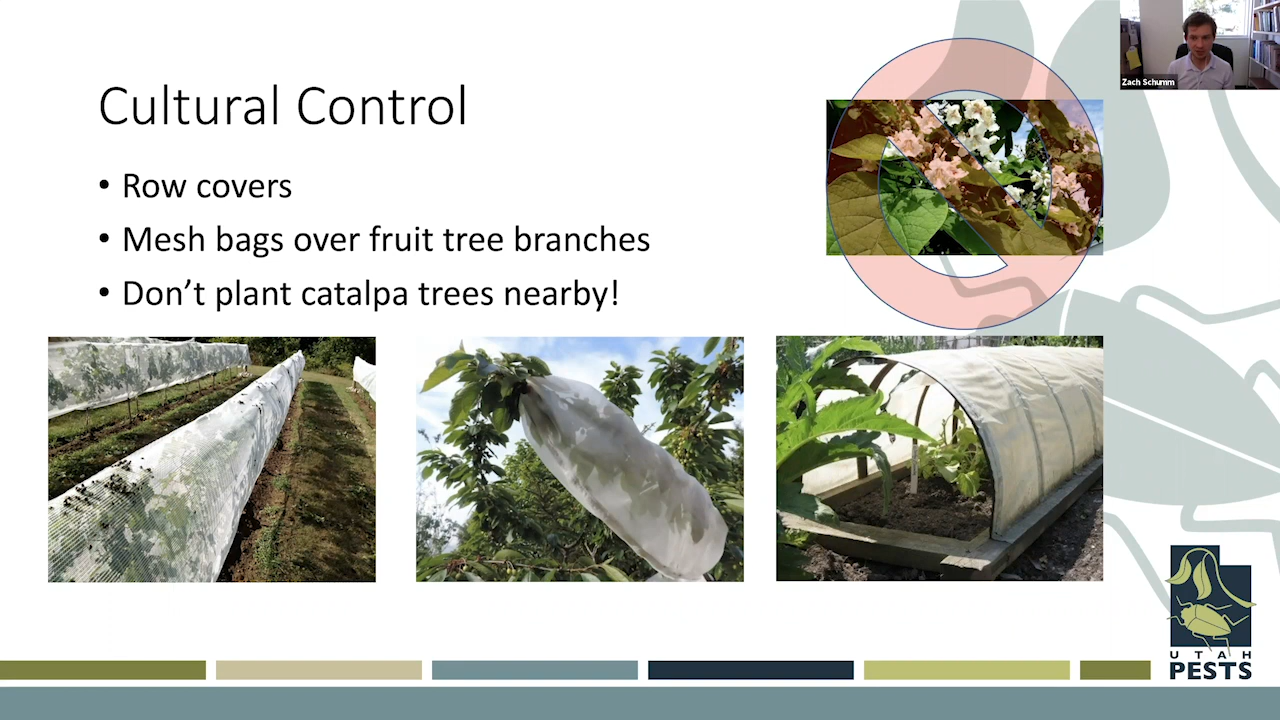 Cultural Control
• Row covers
• Mesh bags over fruit tree branches
• Don’t plant catalpa trees nearby!
Zach Schumm
UTAH
PESTS